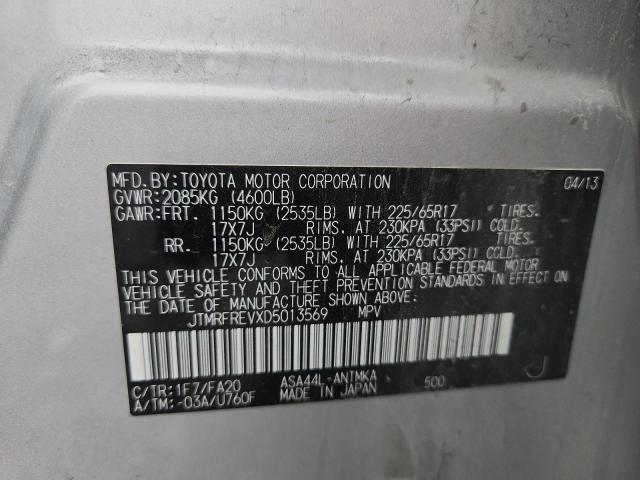 MFD.BY:TOYOTA MOTOR CORPORATION 04/13
GVWR:2085KG (4600LB)
GAWR:FRT. 1150KG (2535LB) WITH 225/65R17 TIRES.
17X7J RIMS, AT 230KPA (33PSI) COLD.
RR. 1150KG (2535LB) WITH 225/65R17 TIRES.
17X7J RIMS, AT 230KPA (33PSI) COLD.
THIS VEHICLE CONFORMS TO ALL APPLICABLE FEDERAL MOTOR
VEHICLE SAFETY AND THEFT PREVENTION STANDARDS IN EFFECT ON
THE DATE OF MANUFACTURE SHOWN ABOVE.
JTMRFREVXD5013569 MPV
C/TR:1F7/FA20 ASA44L-ANTMKA 500 J
A/TM:-03A/U760F MADE IN JAPAN